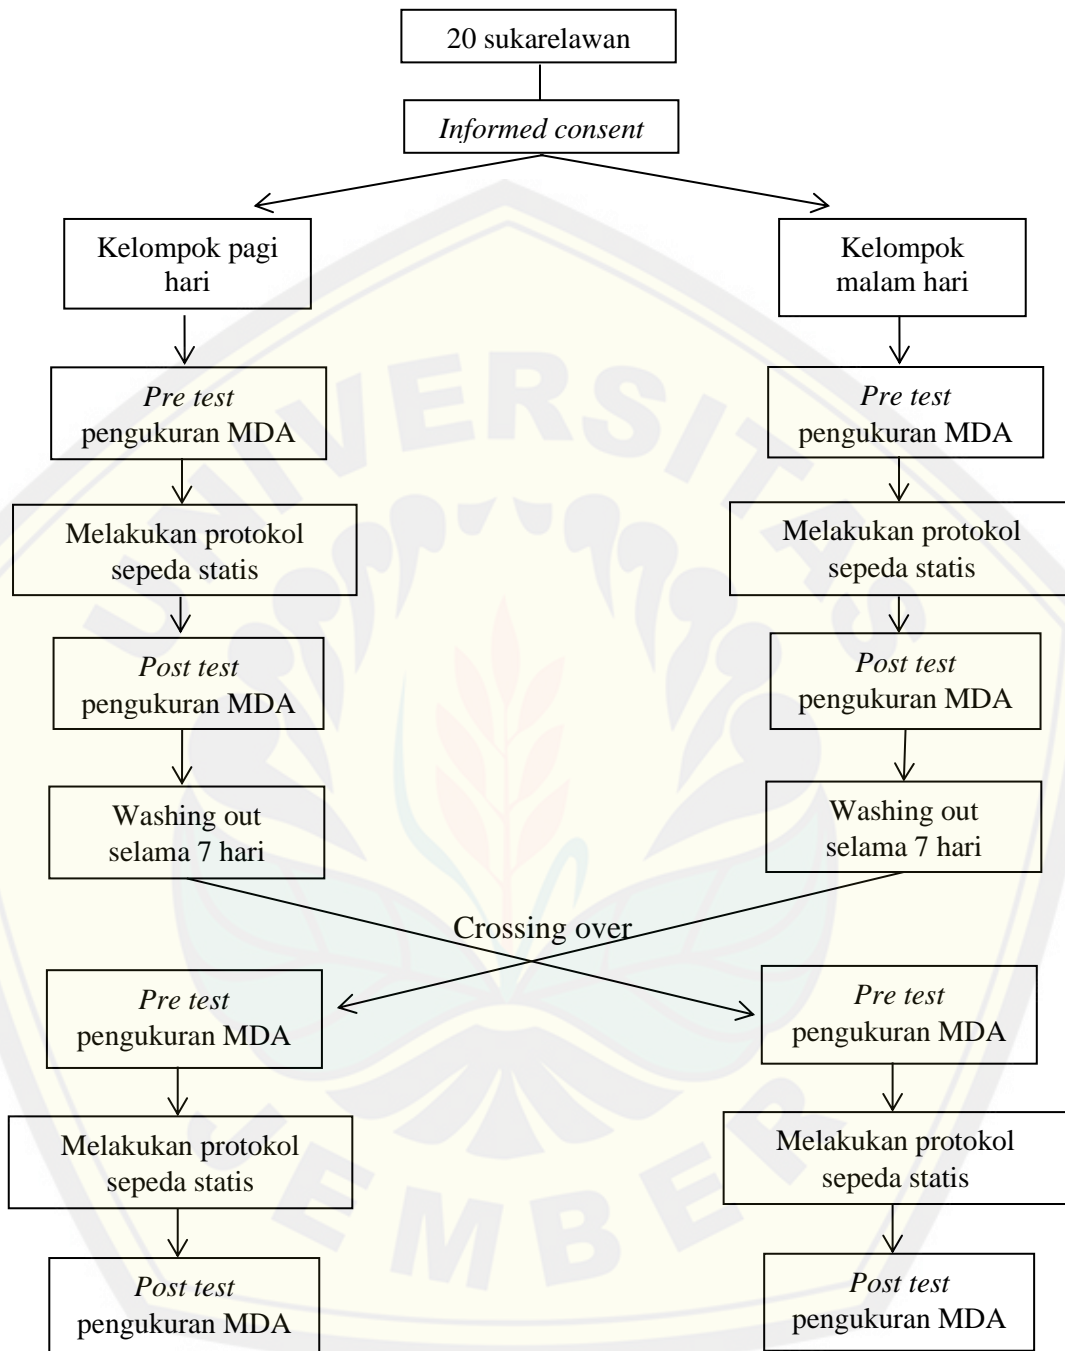 20 sukarelawan
Informed consent
Kelompok pagi
hari
Kelompok
malam hari
Pre test
pengukuran MDA
Pre test
pengukuran MDA
Melakukan protokol
sepeda statis
Melakukan protokol
sepeda statis
Post test
pengukuran MDA
Post test
pengukuran MDA
Washing out
selama 7 hari
Washing out
selama 7 hari
Crossing over
Pre test
pengukuran MDA
Pre test
pengukuran MDA
Melakukan protokol
sepeda statis
Melakukan protokol
sepeda statis
Post test
pengukuran MDA
Post test
pengukuran MDA
UNIVERSITAS
JEMBER